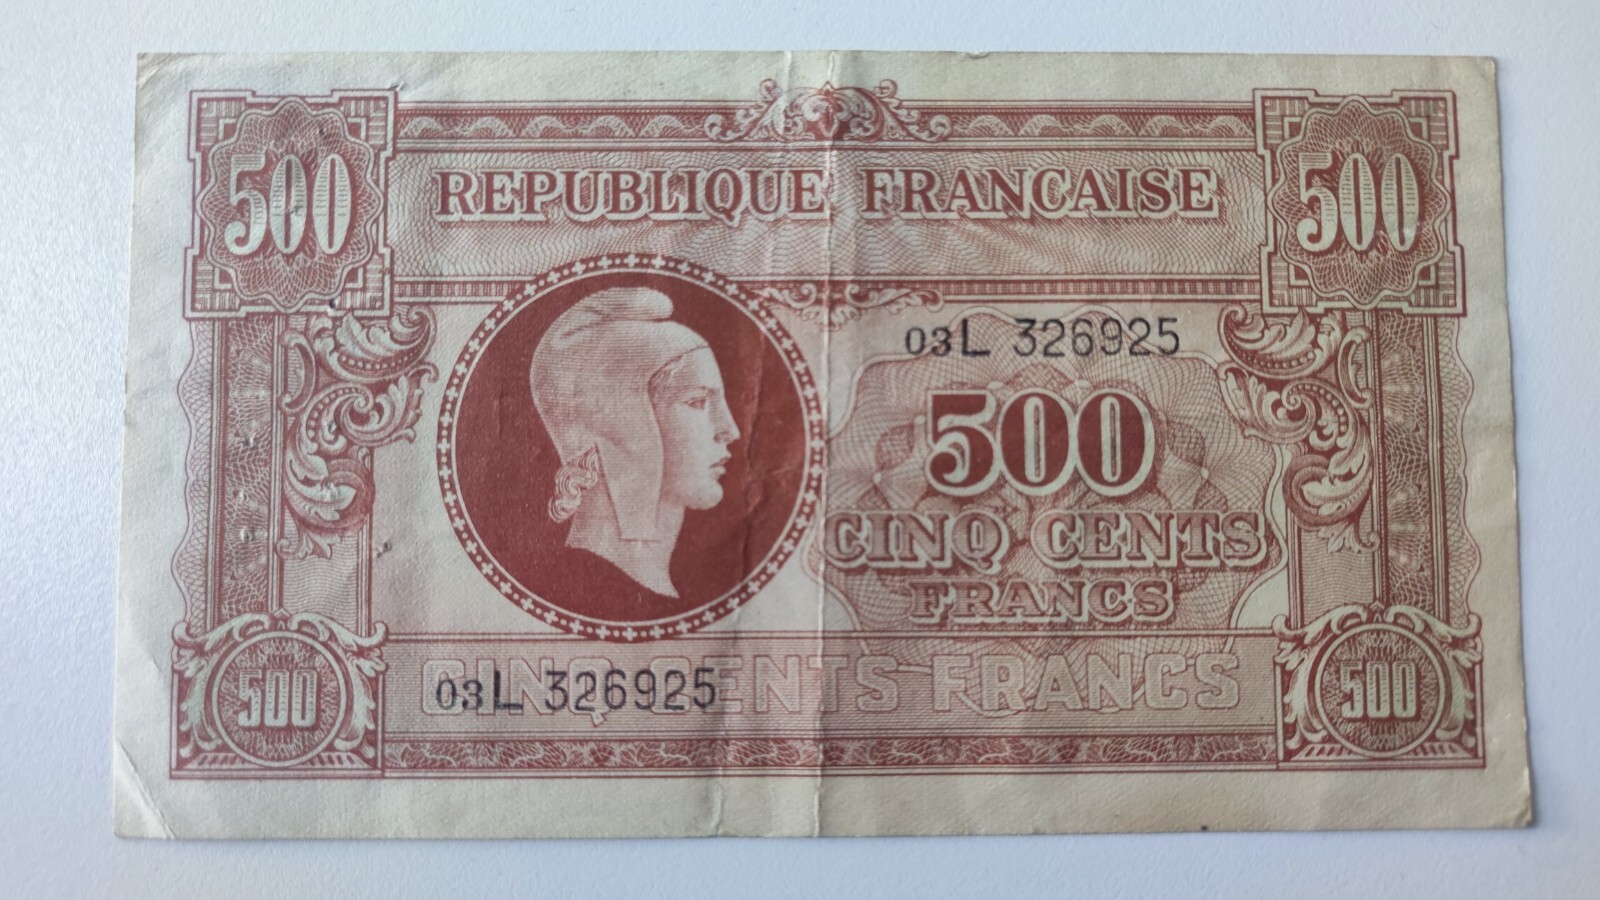 500 REPUBLIQUE FRANCAISE 500
03L 326925
500
CINQ CENTS
FRANCS
CINQ CENTS FRANCS
03L 326925
500 500